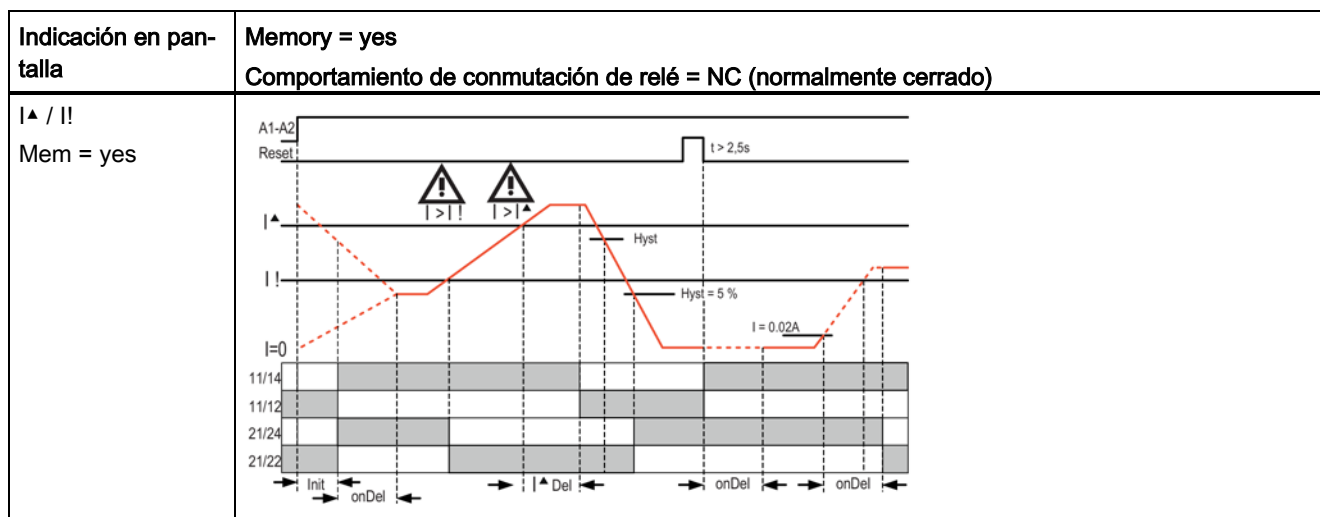 Indicación en pan-
talla
Memory = yes
Comportamiento de conmutación de relé = NC (normalmente cerrado)
I▲ / I!
Mem = yes
A1-A2
Reset
t > 2,5s
I >I !
I >I▲
I▲
Hyst
I !
Hyst = 5 %
I = 0.02A
I=0
11/14
11/12
21/24
21/22
Init
onDel
I▲ Del
onDel
onDel